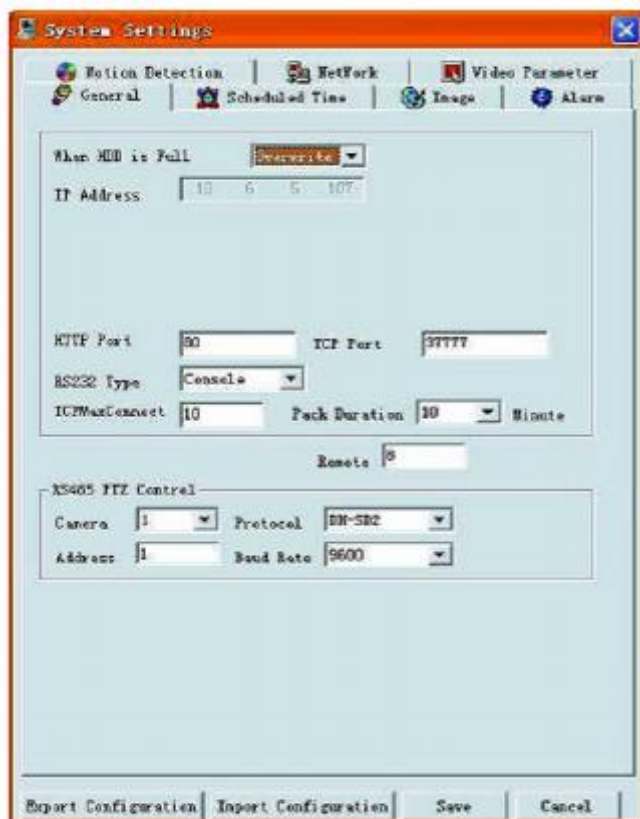 System Settings
Motion Detection NetWork Video Parameter
General Scheduled Time Image Alarm
When HDD is Full Overwrite
IP Address 10 6 5 107
HTTP Port 80 TCP Port 37777
RS232 Type Console
TCPMaxConnect 10 Pack Duration 10 Minute
Remote 8
RS485 PTZ Control
Camera 1 Protocol DH-SD2
Address 1 Baud Rate 9600
Export Configuration Import Configuration Save Cancel